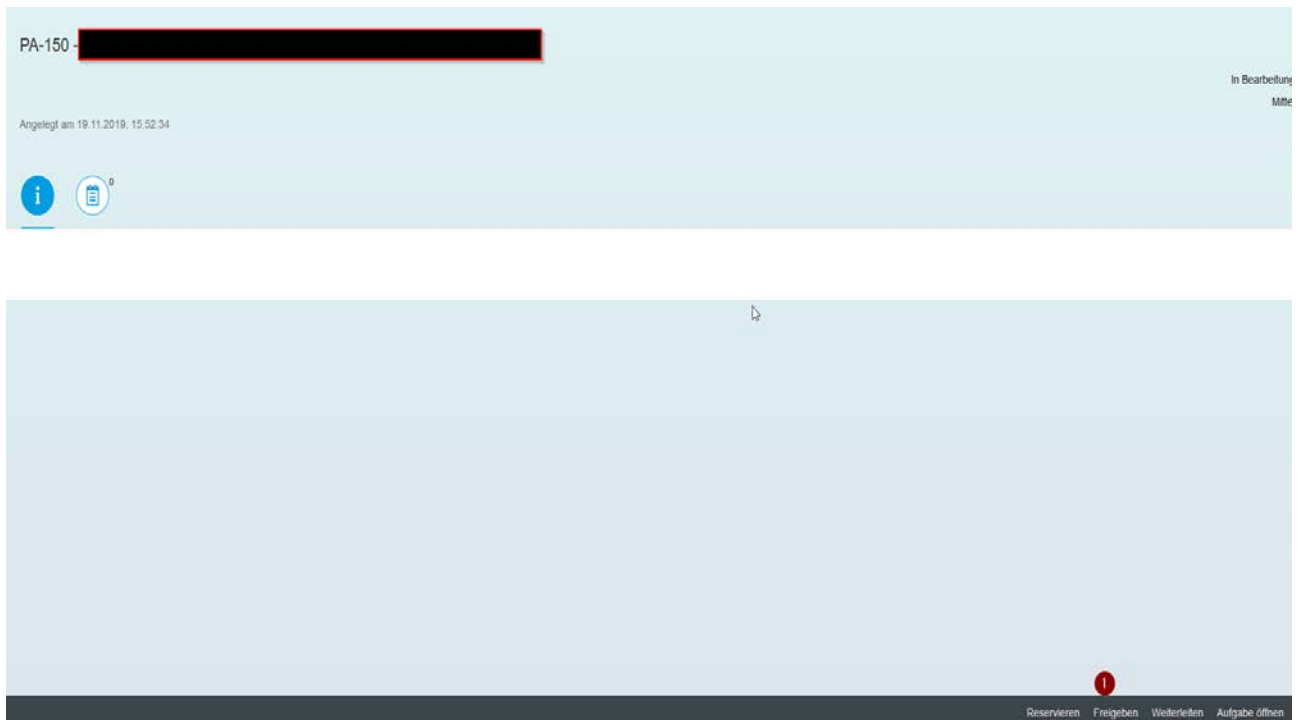 PA-150 -
In Bearbeitung
Mitte
Angelegt am 19.11.2019, 15:52:34
i
0
1
Reservieren Freigeben Weiterleiten Aufgabe öffnen